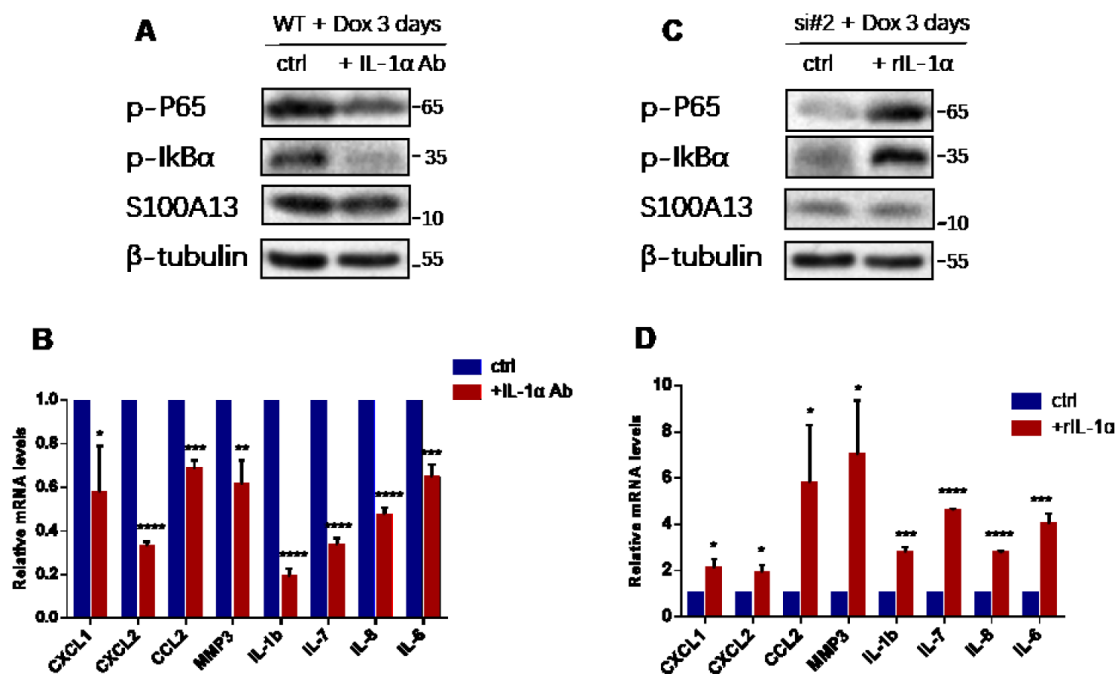 A
WT + Dox 3 days
ctrl + IL-1α Ab
p-P65 -65
p-IkBα -35
S100A13 -10
β-tubulin -55
C
si#2 + Dox 3 days
ctrl + rIL-1α
p-P65 -65
p-IkBα -35
S100A13 -10
β-tubulin -55
B
ctrl
+IL-1α Ab
Relative mRNA levels
1.0
0.8
0.6
0.4
0.2
0.0
* **** *** ** **** **** **** ***
CXCL1 CXCL2 CCL2 MMP3 IL-1b IL-7 IL-8 IL-6
D
ctrl
+rIL-1α
Relative mRNA levels
10
8
6
4
2
0
* * * * *** **** **** ***
CXCL1 CXCL2 CCL2 MMP3 IL-1b IL-7 IL-8 IL-6